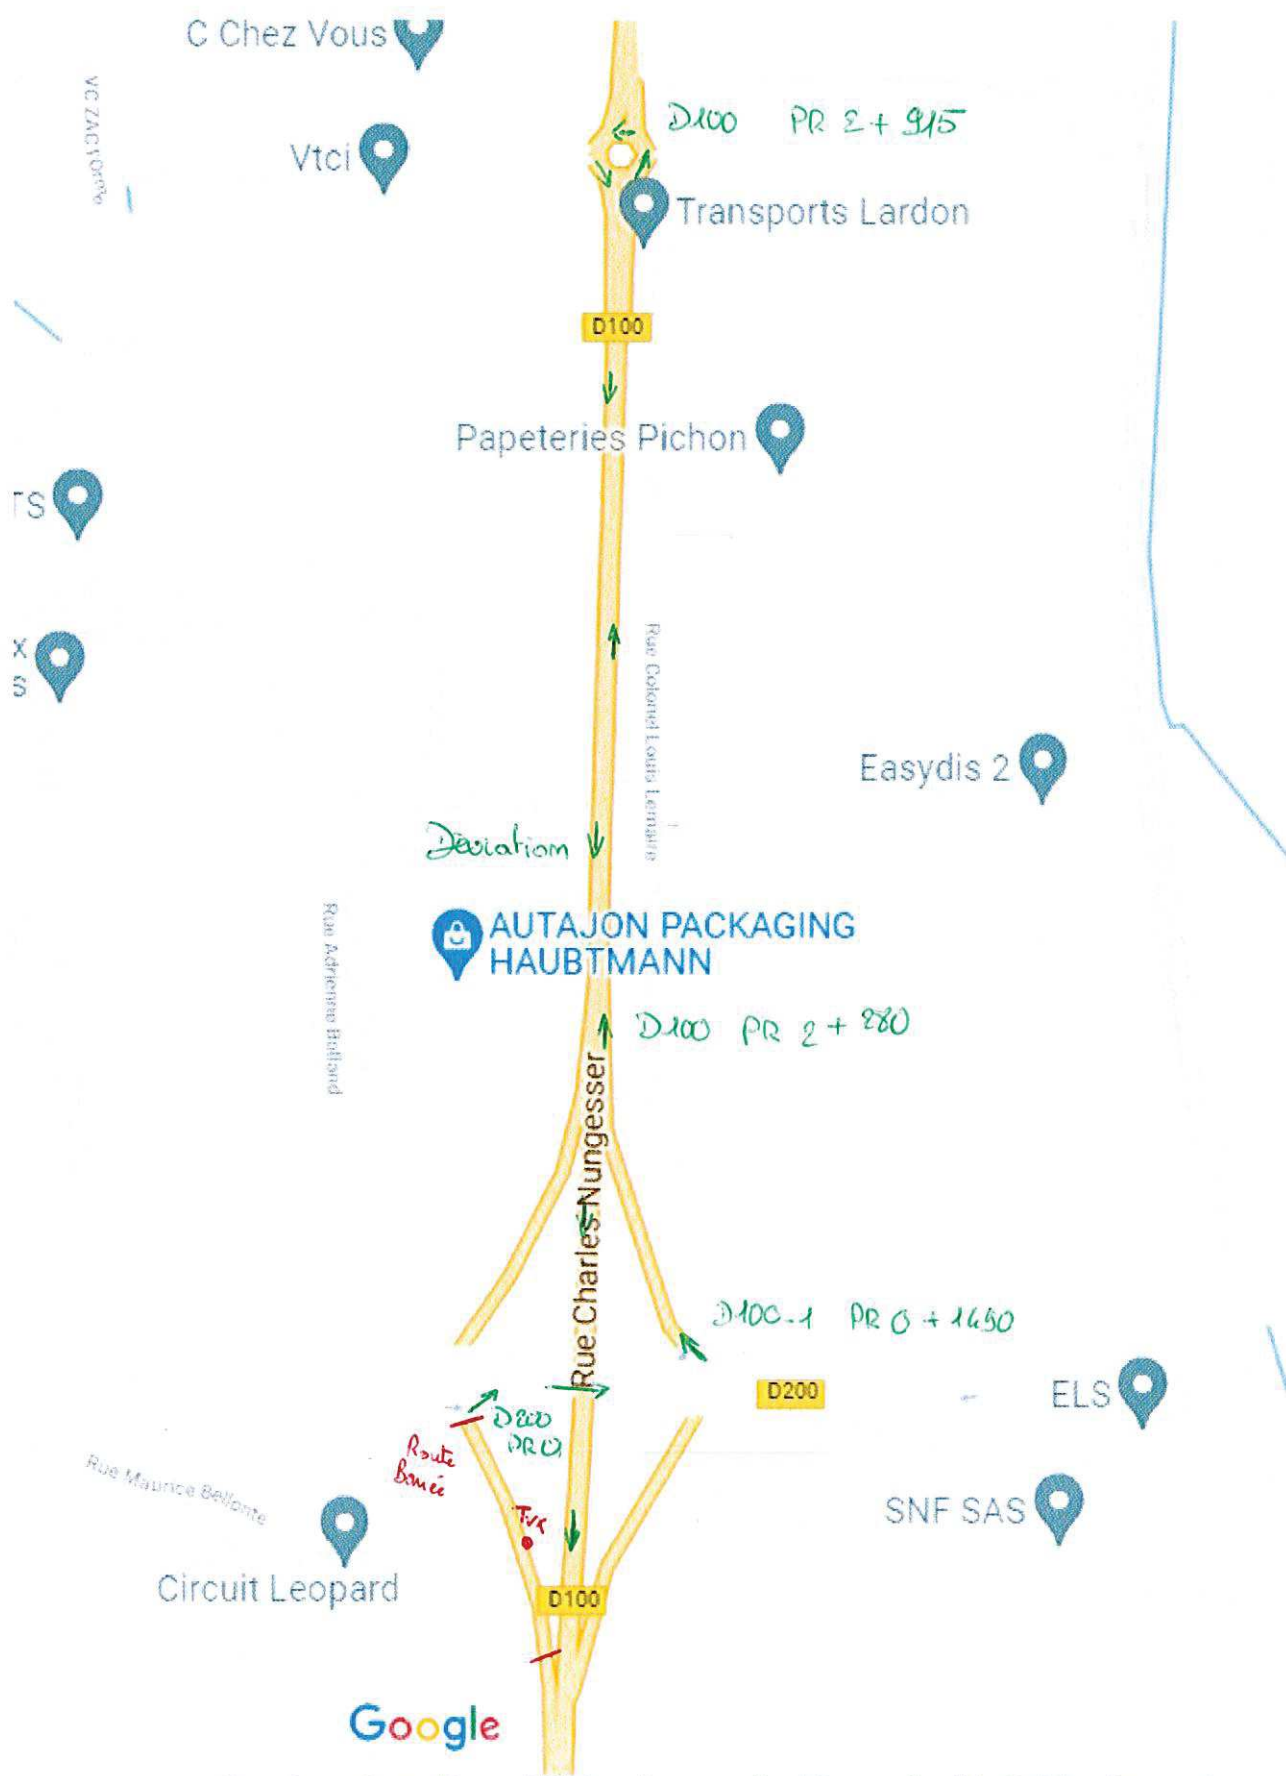 C Chez Vous
D100 PR 2 + 915
Vtci
Transports Lardon
D100
Papeteries Pichon
TS
Rue Colonel Louis Lemaire
x
s
Easydis 2
Deviation
AUTAJON PACKAGING
HAUBTMANN
Rue Adrienne Bolland
D100 PR 2 + 280
Rue Charles Nungesser
D100-1 PR 0 + 1490
D200
ELS
D200
PR 0
Route
Barrée
Rue Maurice Bellonte
SNF SAS
Circuit Leopard
D100
Google